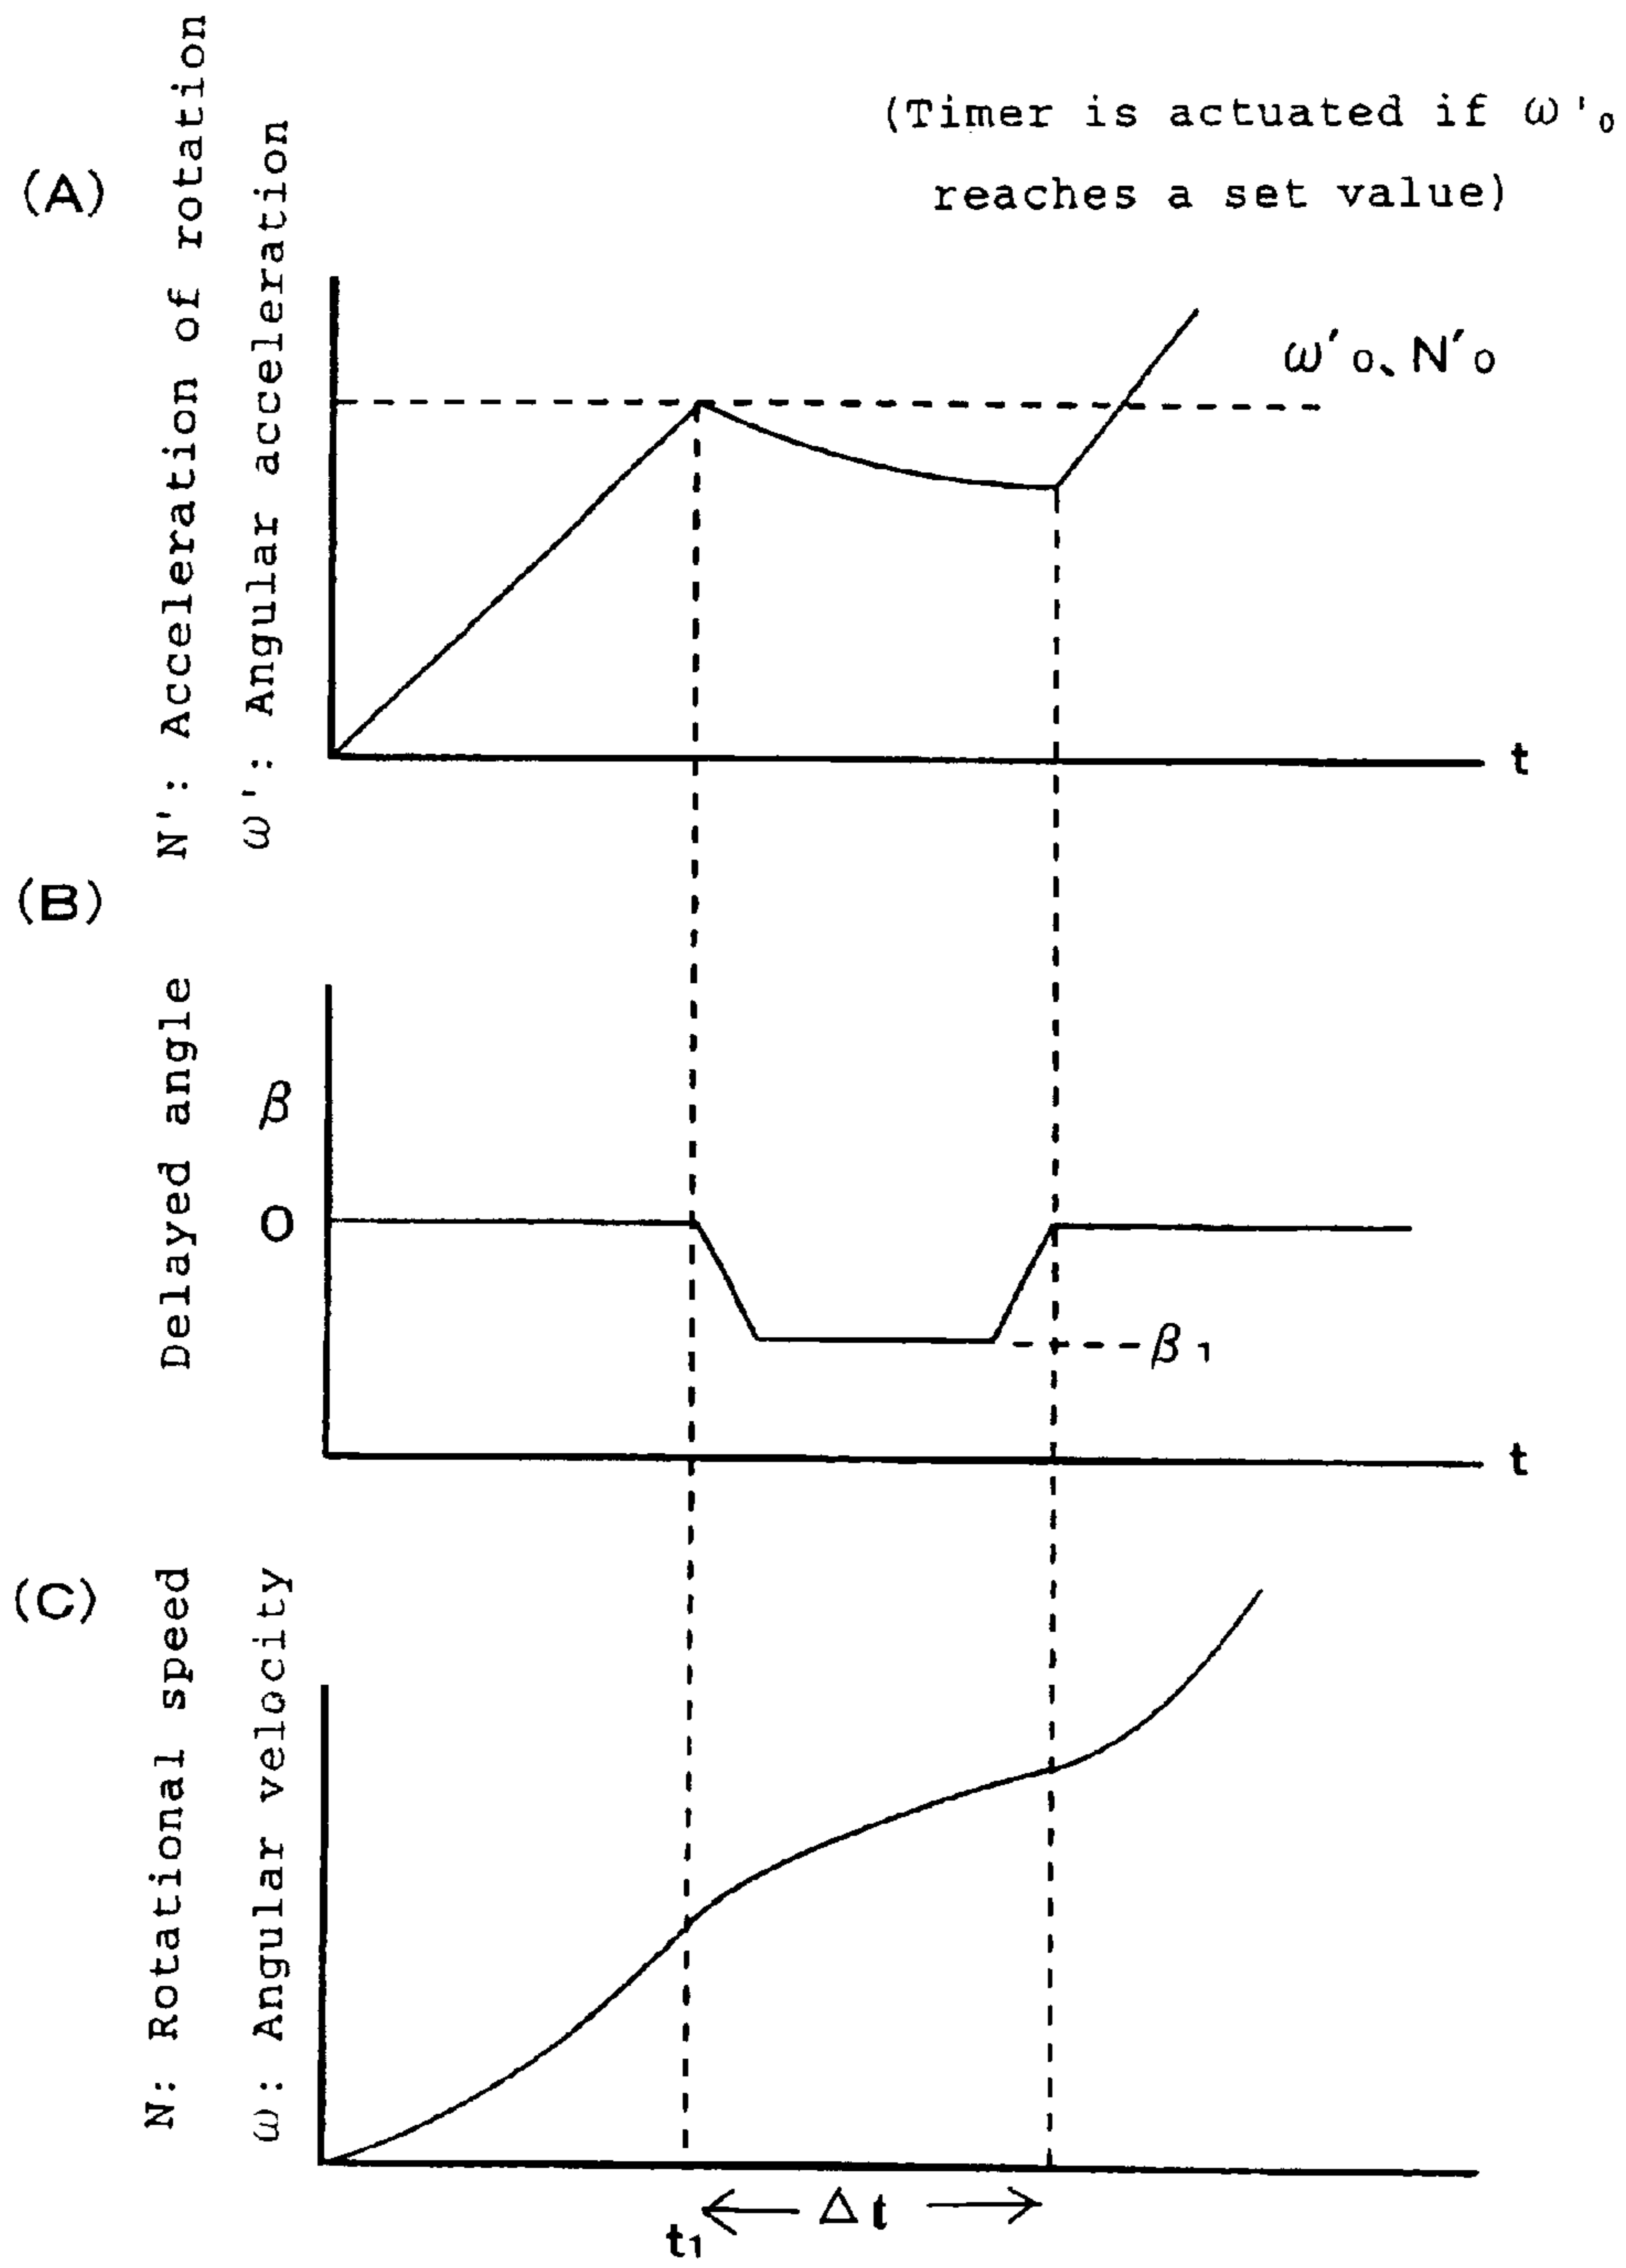 (Timer is actuated if ω'₀
reaches a set value)
(A)
N': Acceleration of rotation
ω': Angular acceleration
ω′₀、N′₀
t
(B)
Delayed angle
β
0
β₁
t
(C)
N: Rotational speed
ω: Angular velocity
Δt
t₁